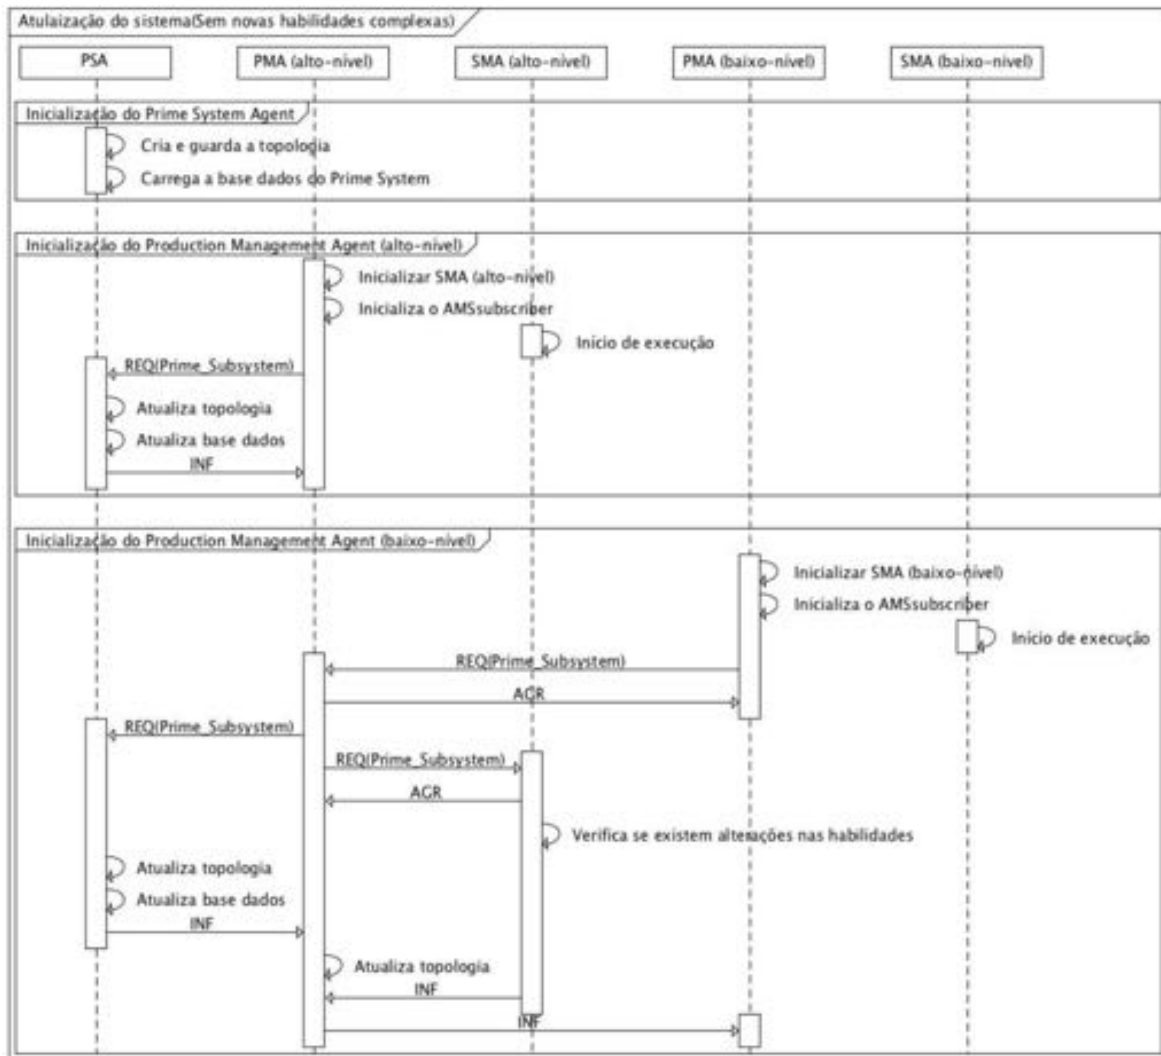 Atulaização do sistema(Sem novas habilidades complexas)
PSA
PMA (alto-nível)
SMA (alto-nível)
PMA (baixo-nível)
SMA (baixo-nível)
Inicialização do Prime System Agent
Cria e guarda a topologia
Carrega a base dados do Prime System
Inicialização do Production Management Agent (alto-nível)
Inicializar SMA (alto-nível)
Inicializa o AMSsubscriber
Início de execução
REQ(Prime_Subsystem)
Atualiza topologia
Atualiza base dados
INF
Inicialização do Production Management Agent (baixo-nível)
Inicializar SMA (baixo-nível)
Inicializa o AMSsubscriber
Início de execução
REQ(Prime_Subsystem)
AGR
REQ(Prime_Subsystem)
REQ(Prime_Subsystem)
AGR
Verifica se existem alterações nas habilidades
Atualiza topologia
Atualiza base dados
INF
Atualiza topologia
INF
INF